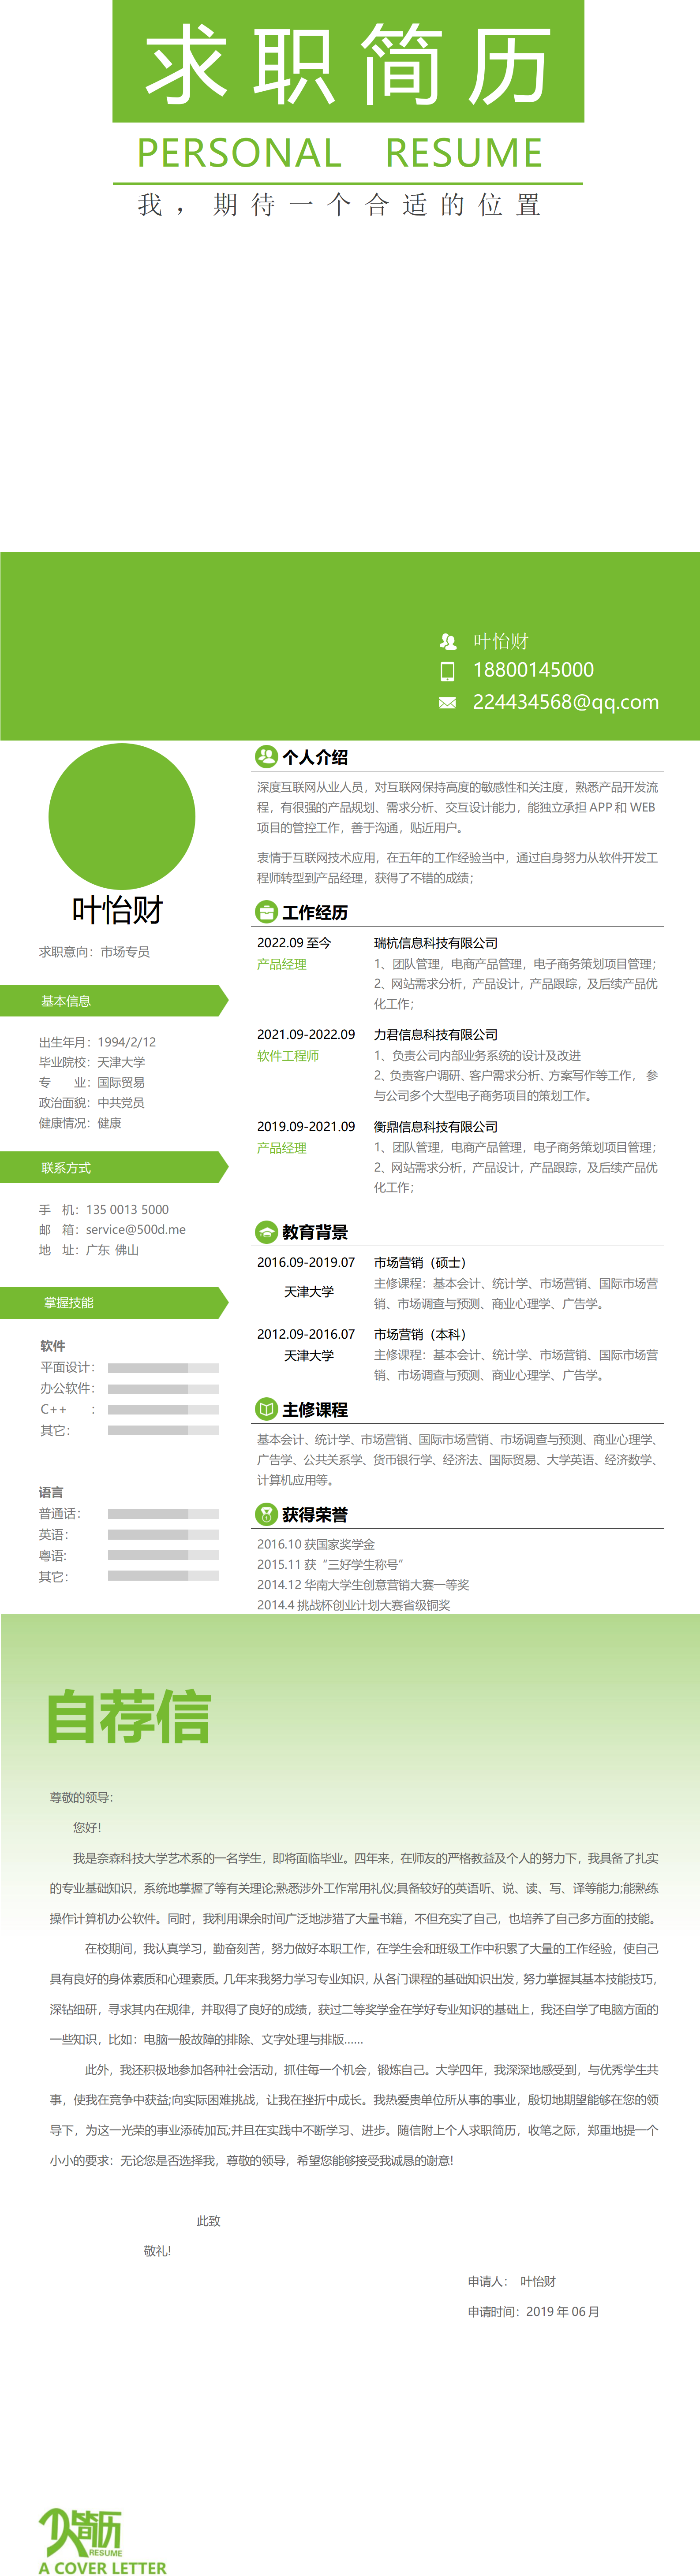 求职简历
PERSONAL RESUME
我，期待一个合适的位置
叶怡财
18800145000
224434568@qq.com
叶怡财
求职意向：市场专员
基本信息
出生年月：1994/2/12
毕业院校：天津大学
专 业：国际贸易
政治面貌：中共党员
健康情况：健康
联系方式
手 机：135 0013 5000
邮 箱：service@500d.me
地 址：广东 佛山
掌握技能
软件
平面设计：
办公软件：
C++ ：
其它：
语言
普通话：
英语：
粤语：
其它：
个人介绍
深度互联网从业人员，对互联网保持高度的敏感性和关注度，熟悉产品开发流
程，有很强的产品规划、需求分析、交互设计能力，能独立承担 APP 和 WEB
项目的管控工作，善于沟通，贴近用户。
衷情于互联网技术应用，在五年的工作经验当中，通过自身努力从软件开发工
程师转型到产品经理，获得了不错的成绩；
工作经历
2022.09 至今 瑞杭信息科技有限公司
产品经理 1、团队管理，电商产品管理，电子商务策划项目管理；
2、网站需求分析，产品设计，产品跟踪，及后续产品优
化工作；
2021.09-2022.09 力君信息科技有限公司
软件工程师 1、负责公司内部业务系统的设计及改进
2、负责客户调研、客户需求分析、方案写作等工作， 参
与公司多个大型电子商务项目的策划工作。
2019.09-2021.09 衡鼎信息科技有限公司
产品经理 1、团队管理，电商产品管理，电子商务策划项目管理；
2、网站需求分析，产品设计，产品跟踪，及后续产品优
化工作；
教育背景
2016.09-2019.07 市场营销（硕士）
天津大学 主修课程：基本会计、统计学、市场营销、国际市场营
销、市场调查与预测、商业心理学、广告学。
2012.09-2016.07 市场营销（本科）
天津大学 主修课程：基本会计、统计学、市场营销、国际市场营
销、市场调查与预测、商业心理学、广告学。
主修课程
基本会计、统计学、市场营销、国际市场营销、市场调查与预测、商业心理学、
广告学、公共关系学、货币银行学、经济法、国际贸易、大学英语、经济数学、
计算机应用等。
获得荣誉
2016.10 获国家奖学金
2015.11 获“三好学生称号”
2014.12 华南大学生创意营销大赛一等奖
2014.4 挑战杯创业计划大赛省级铜奖
自荐信
尊敬的领导：
您好!
我是奈森科技大学艺术系的一名学生，即将面临毕业。四年来，在师友的严格教益及个人的努力下，我具备了扎实
的专业基础知识，系统地掌握了等有关理论;熟悉涉外工作常用礼仪;具备较好的英语听、说、读、写、译等能力;能熟练
操作计算机办公软件。同时，我利用课余时间广泛地涉猎了大量书籍，不但充实了自己，也培养了自己多方面的技能。
在校期间，我认真学习，勤奋刻苦，努力做好本职工作，在学生会和班级工作中积累了大量的工作经验，使自己
具有良好的身体素质和心理素质。几年来我努力学习专业知识，从各门课程的基础知识出发，努力掌握其基本技能技巧，
深钻细研，寻求其内在规律，并取得了良好的成绩，获过二等奖学金在学好专业知识的基础上，我还自学了电脑方面的
一些知识，比如：电脑一般故障的排除、文字处理与排版......
此外，我还积极地参加各种社会活动，抓住每一个机会，锻炼自己。大学四年，我深深地感受到，与优秀学生共
事，使我在竞争中获益;向实际困难挑战，让我在挫折中成长。我热爱贵单位所从事的事业，殷切地期望能够在您的领
导下，为这一光荣的事业添砖加瓦;并且在实践中不断学习、进步。随信附上个人求职简历，收笔之际，郑重地提一个
小小的要求：无论您是否选择我，尊敬的领导，希望您能够接受我诚恳的谢意!
此致
敬礼!
申请人： 叶怡财
申请时间：2019 年 06 月
个人简历
RESUME
A COVER LETTER